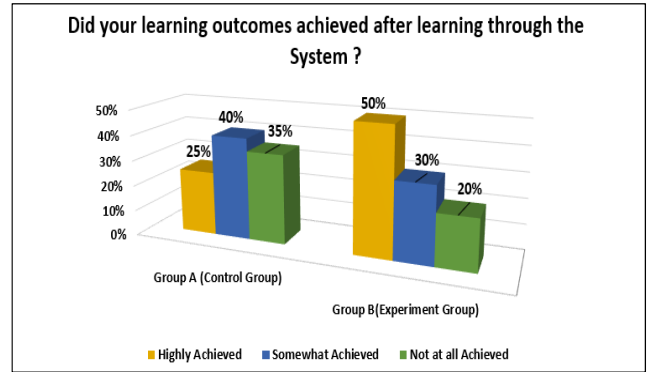 Did your learning outcomes achieved after learning through the
System ?
50%
40%
30%
20%
10%
0%
25%
40%
35%
50%
30%
20%
Group A (Control Group)
Group B(Experiment Group)
Highly Achieved
Somewhat Achieved
Not at all Achieved